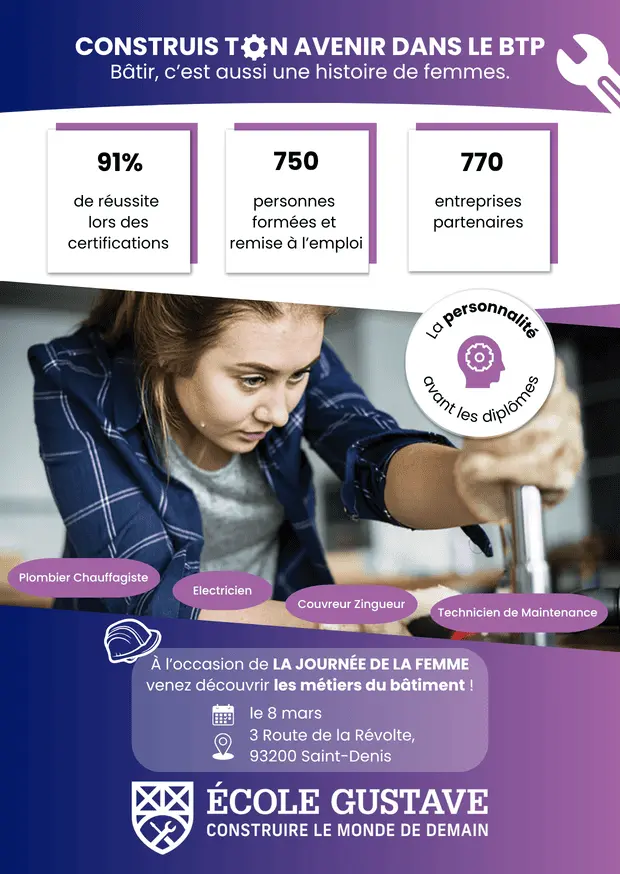 CONSTRUIS TON AVENIR DANS LE BTP
Bâtir, c’est aussi une histoire de femmes.
91%
de réussite
lors des
certifications
750
personnes
formées et
remise à l’emploi
770
entreprises
partenaires
La personnalité
avant les diplômes
Plombier Chauffagiste
Electricien
Couvreur Zingueur
Technicien de Maintenance
À l’occasion de LA JOURNÉE DE LA FEMME
venez découvrir les métiers du bâtiment !
le 8 mars
3 Route de la Révolte,
93200 Saint-Denis
ÉCOLE GUSTAVE
CONSTRUIRE LE MONDE DE DEMAIN